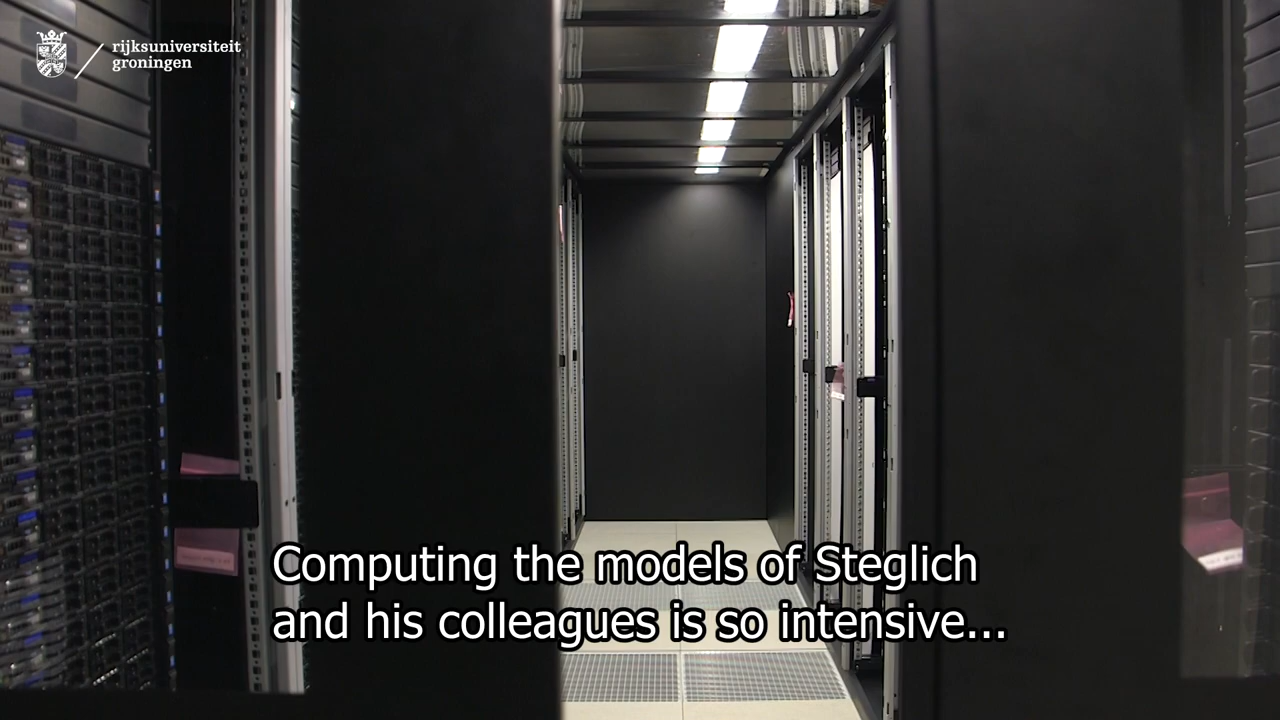 rijksuniversiteit
groningen
Computing the models of Steglich
and his colleagues is so intensive...